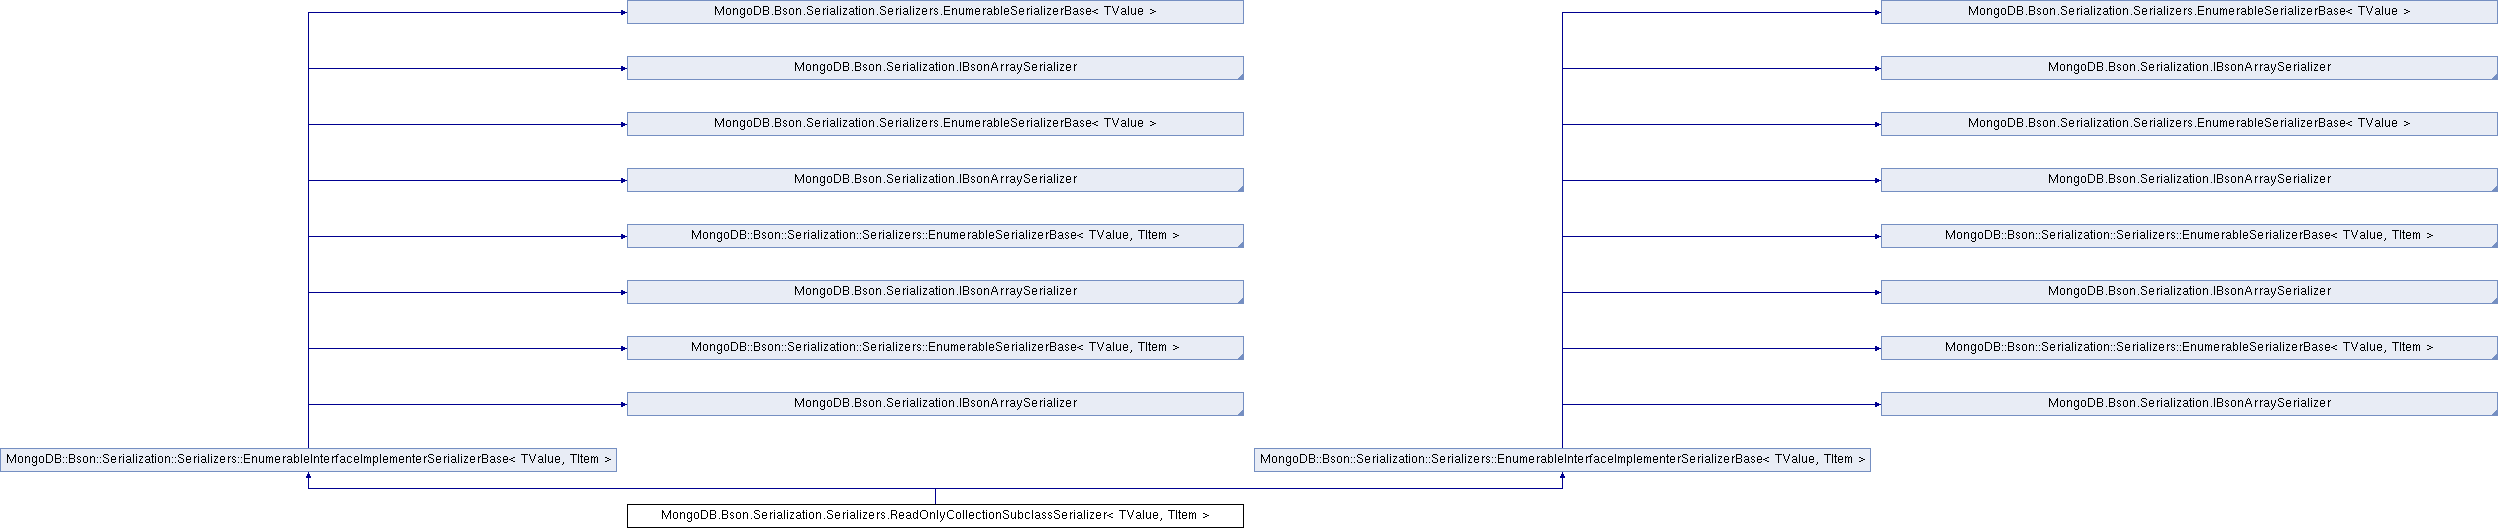 MongoDB.Bson.Serialization.Serializers.EnumerableSerializerBase< TValue >
MongoDB.Bson.Serialization.Serializers.EnumerableSerializerBase< TValue >
MongoDB.Bson.Serialization.IBsonArraySerializer
MongoDB.Bson.Serialization.IBsonArraySerializer
MongoDB.Bson.Serialization.Serializers.EnumerableSerializerBase< TValue >
MongoDB.Bson.Serialization.Serializers.EnumerableSerializerBase< TValue >
MongoDB.Bson.Serialization.IBsonArraySerializer
MongoDB.Bson.Serialization.IBsonArraySerializer
MongoDB::Bson::Serialization::Serializers::EnumerableSerializerBase< TValue, TItem >
MongoDB::Bson::Serialization::Serializers::EnumerableSerializerBase< TValue, TItem >
MongoDB.Bson.Serialization.IBsonArraySerializer
MongoDB.Bson.Serialization.IBsonArraySerializer
MongoDB::Bson::Serialization::Serializers::EnumerableSerializerBase< TValue, TItem >
MongoDB::Bson::Serialization::Serializers::EnumerableSerializerBase< TValue, TItem >
MongoDB.Bson.Serialization.IBsonArraySerializer
MongoDB.Bson.Serialization.IBsonArraySerializer
MongoDB::Bson::Serialization::Serializers::EnumerableInterfaceImplementerSerializerBase< TValue, TItem >
MongoDB::Bson::Serialization::Serializers::EnumerableInterfaceImplementerSerializerBase< TValue, TItem >
MongoDB.Bson.Serialization.Serializers.ReadOnlyCollectionSubclassSerializer< TValue, TItem >